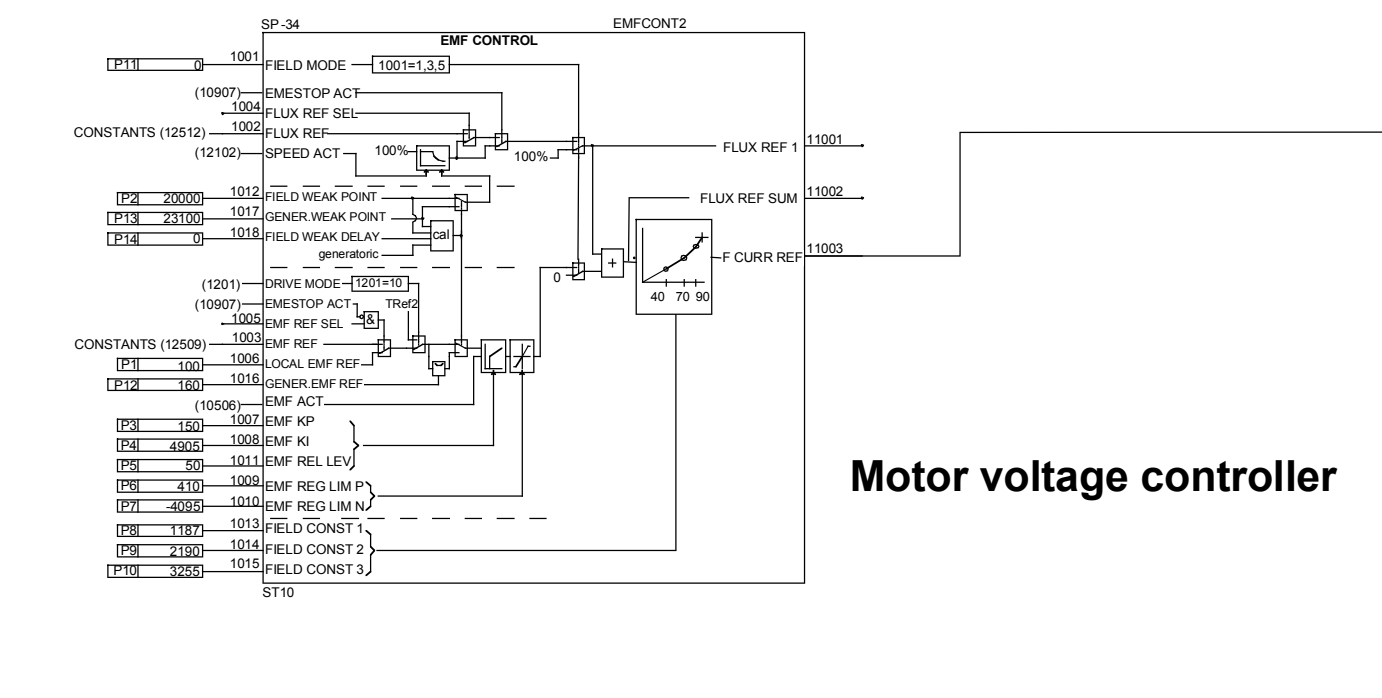 SP-34 EMFCONT2
EMF CONTROL
P11 0 1001 FIELD MODE 1001=1,3,5
(10907) EMESTOP ACT
1004 FLUX REF SEL
CONSTANTS (12512) 1002 FLUX REF
(12102) SPEED ACT 100% 100% FLUX REF 1 11001
P2 20000 1012 FIELD WEAK POINT FLUX REF SUM 11002
P13 23100 1017 GENER.WEAK POINT
P14 0 1018 FIELD WEAK DELAY cal
generatoric + F CURR REF 11003
0
(1201) DRIVE MODE 1201=10 40 70 90
(10907) EMESTOP ACT TRef2
1005 EMF REF SEL &
CONSTANTS (12509) 1003 EMF REF
P1 100 1006 LOCAL EMF REF
P12 160 1016 GENER.EMF REF
(10506) EMF ACT
P3 150 1007 EMF KP
P4 4905 1008 EMF KI
P5 50 1011 EMF REL LEV
P6 410 1009 EMF REG LIM P
P7 -4095 1010 EMF REG LIM N
P8 1187 1013 FIELD CONST 1
P9 2190 1014 FIELD CONST 2
P10 3255 1015 FIELD CONST 3
ST10
Motor voltage controller